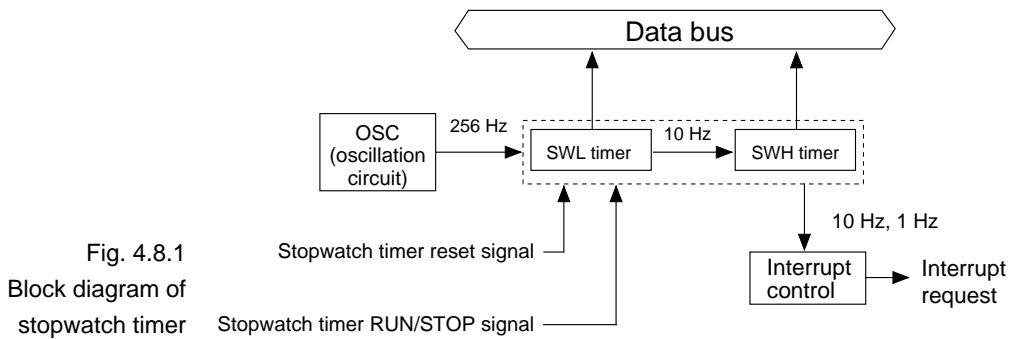 Data bus
OSC
(oscillation
circuit)
256 Hz
SWL timer
10 Hz
SWH timer
10 Hz, 1 Hz
Stopwatch timer reset signal
Interrupt
control
Interrupt
request
Stopwatch timer RUN/STOP signal
Fig. 4.8.1
Block diagram of
stopwatch timer